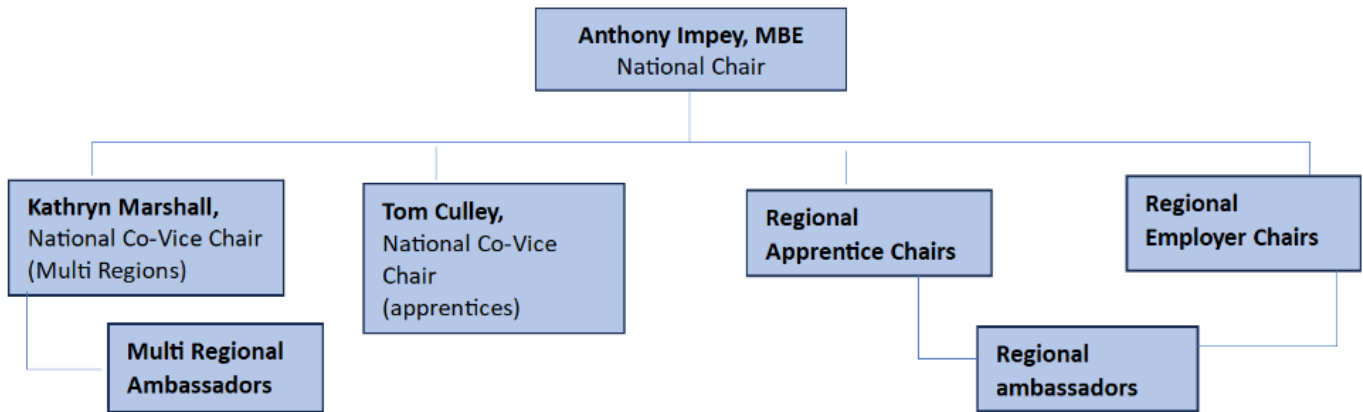 Anthony Impey, MBE
National Chair
Kathryn Marshall,
National Co-Vice Chair
(Multi Regions)
Tom Culley,
National Co-Vice
Chair
(apprentices)
Regional
Apprentice Chairs
Regional
Employer Chairs
Multi Regional
Ambassadors
Regional
ambassadors